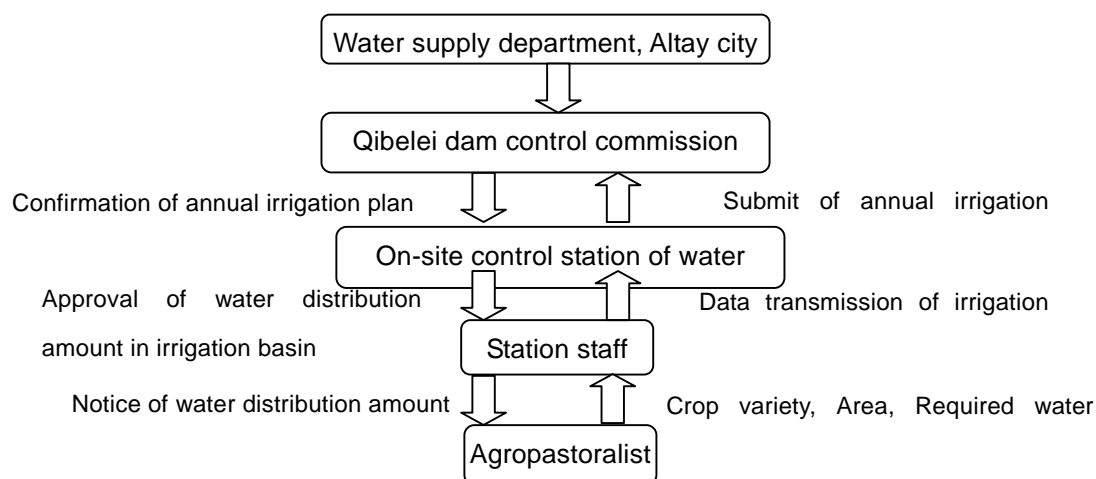 Water supply department, Altay city
Qibelei dam control commission
Confirmation of annual irrigation plan
Submit of annual irrigation
On-site control station of water
Approval of water distribution
amount in irrigation basin
Data transmission of irrigation
Station staff
Notice of water distribution amount
Crop variety, Area, Required water
Agropastoralist